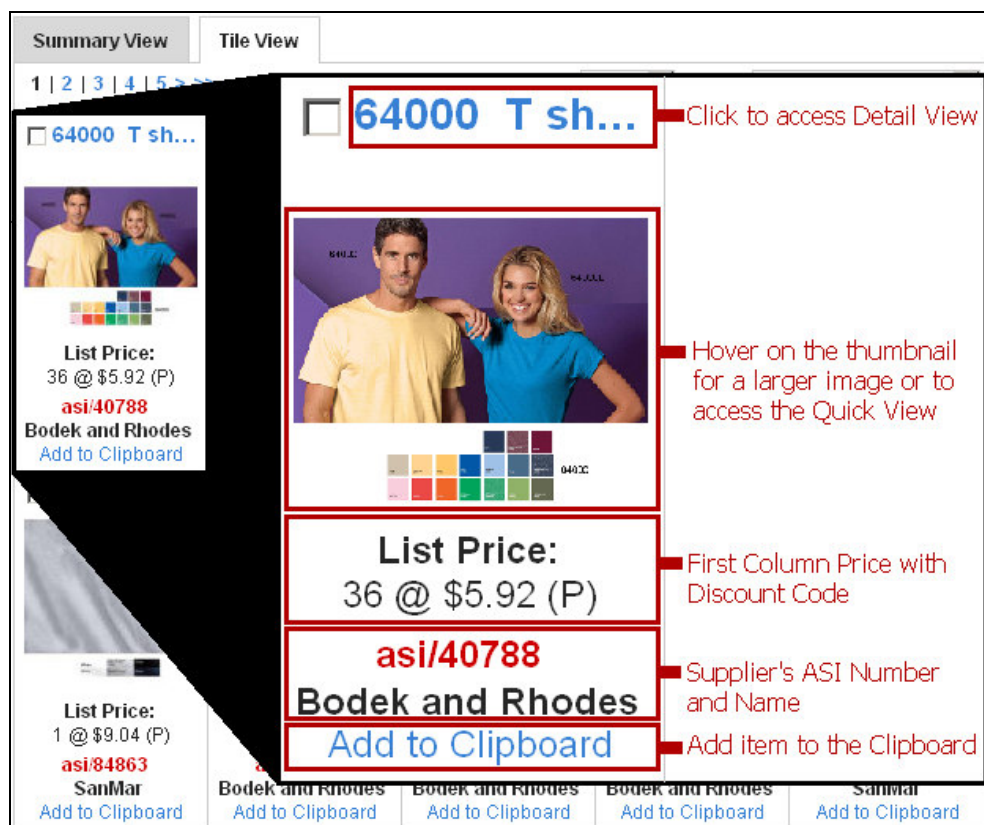 Summary View
Tile View
1 | 2 | 3 | 4 | 5 > >>
64000 T sh...
List Price:
36 @ $5.92 (P)
asi/40788
Bodek and Rhodes
Add to Clipboard
64000 T sh...
Click to access Detail View
Hover on the thumbnail
for a larger image or to
access the Quick View
List Price:
36 @ $5.92 (P)
First Column Price with
Discount Code
asi/40788
Bodek and Rhodes
Supplier's ASI Number
and Name
Add to Clipboard
Add item to the Clipboard
List Price:
1 @ $9.04 (P)
asi/84863
SanMar
Bodek and Rhodes
Bodek and Rhodes
Bodek and Rhodes
SanMar
Add to Clipboard
Add to Clipboard
Add to Clipboard
Add to Clipboard
Add to Clipboard